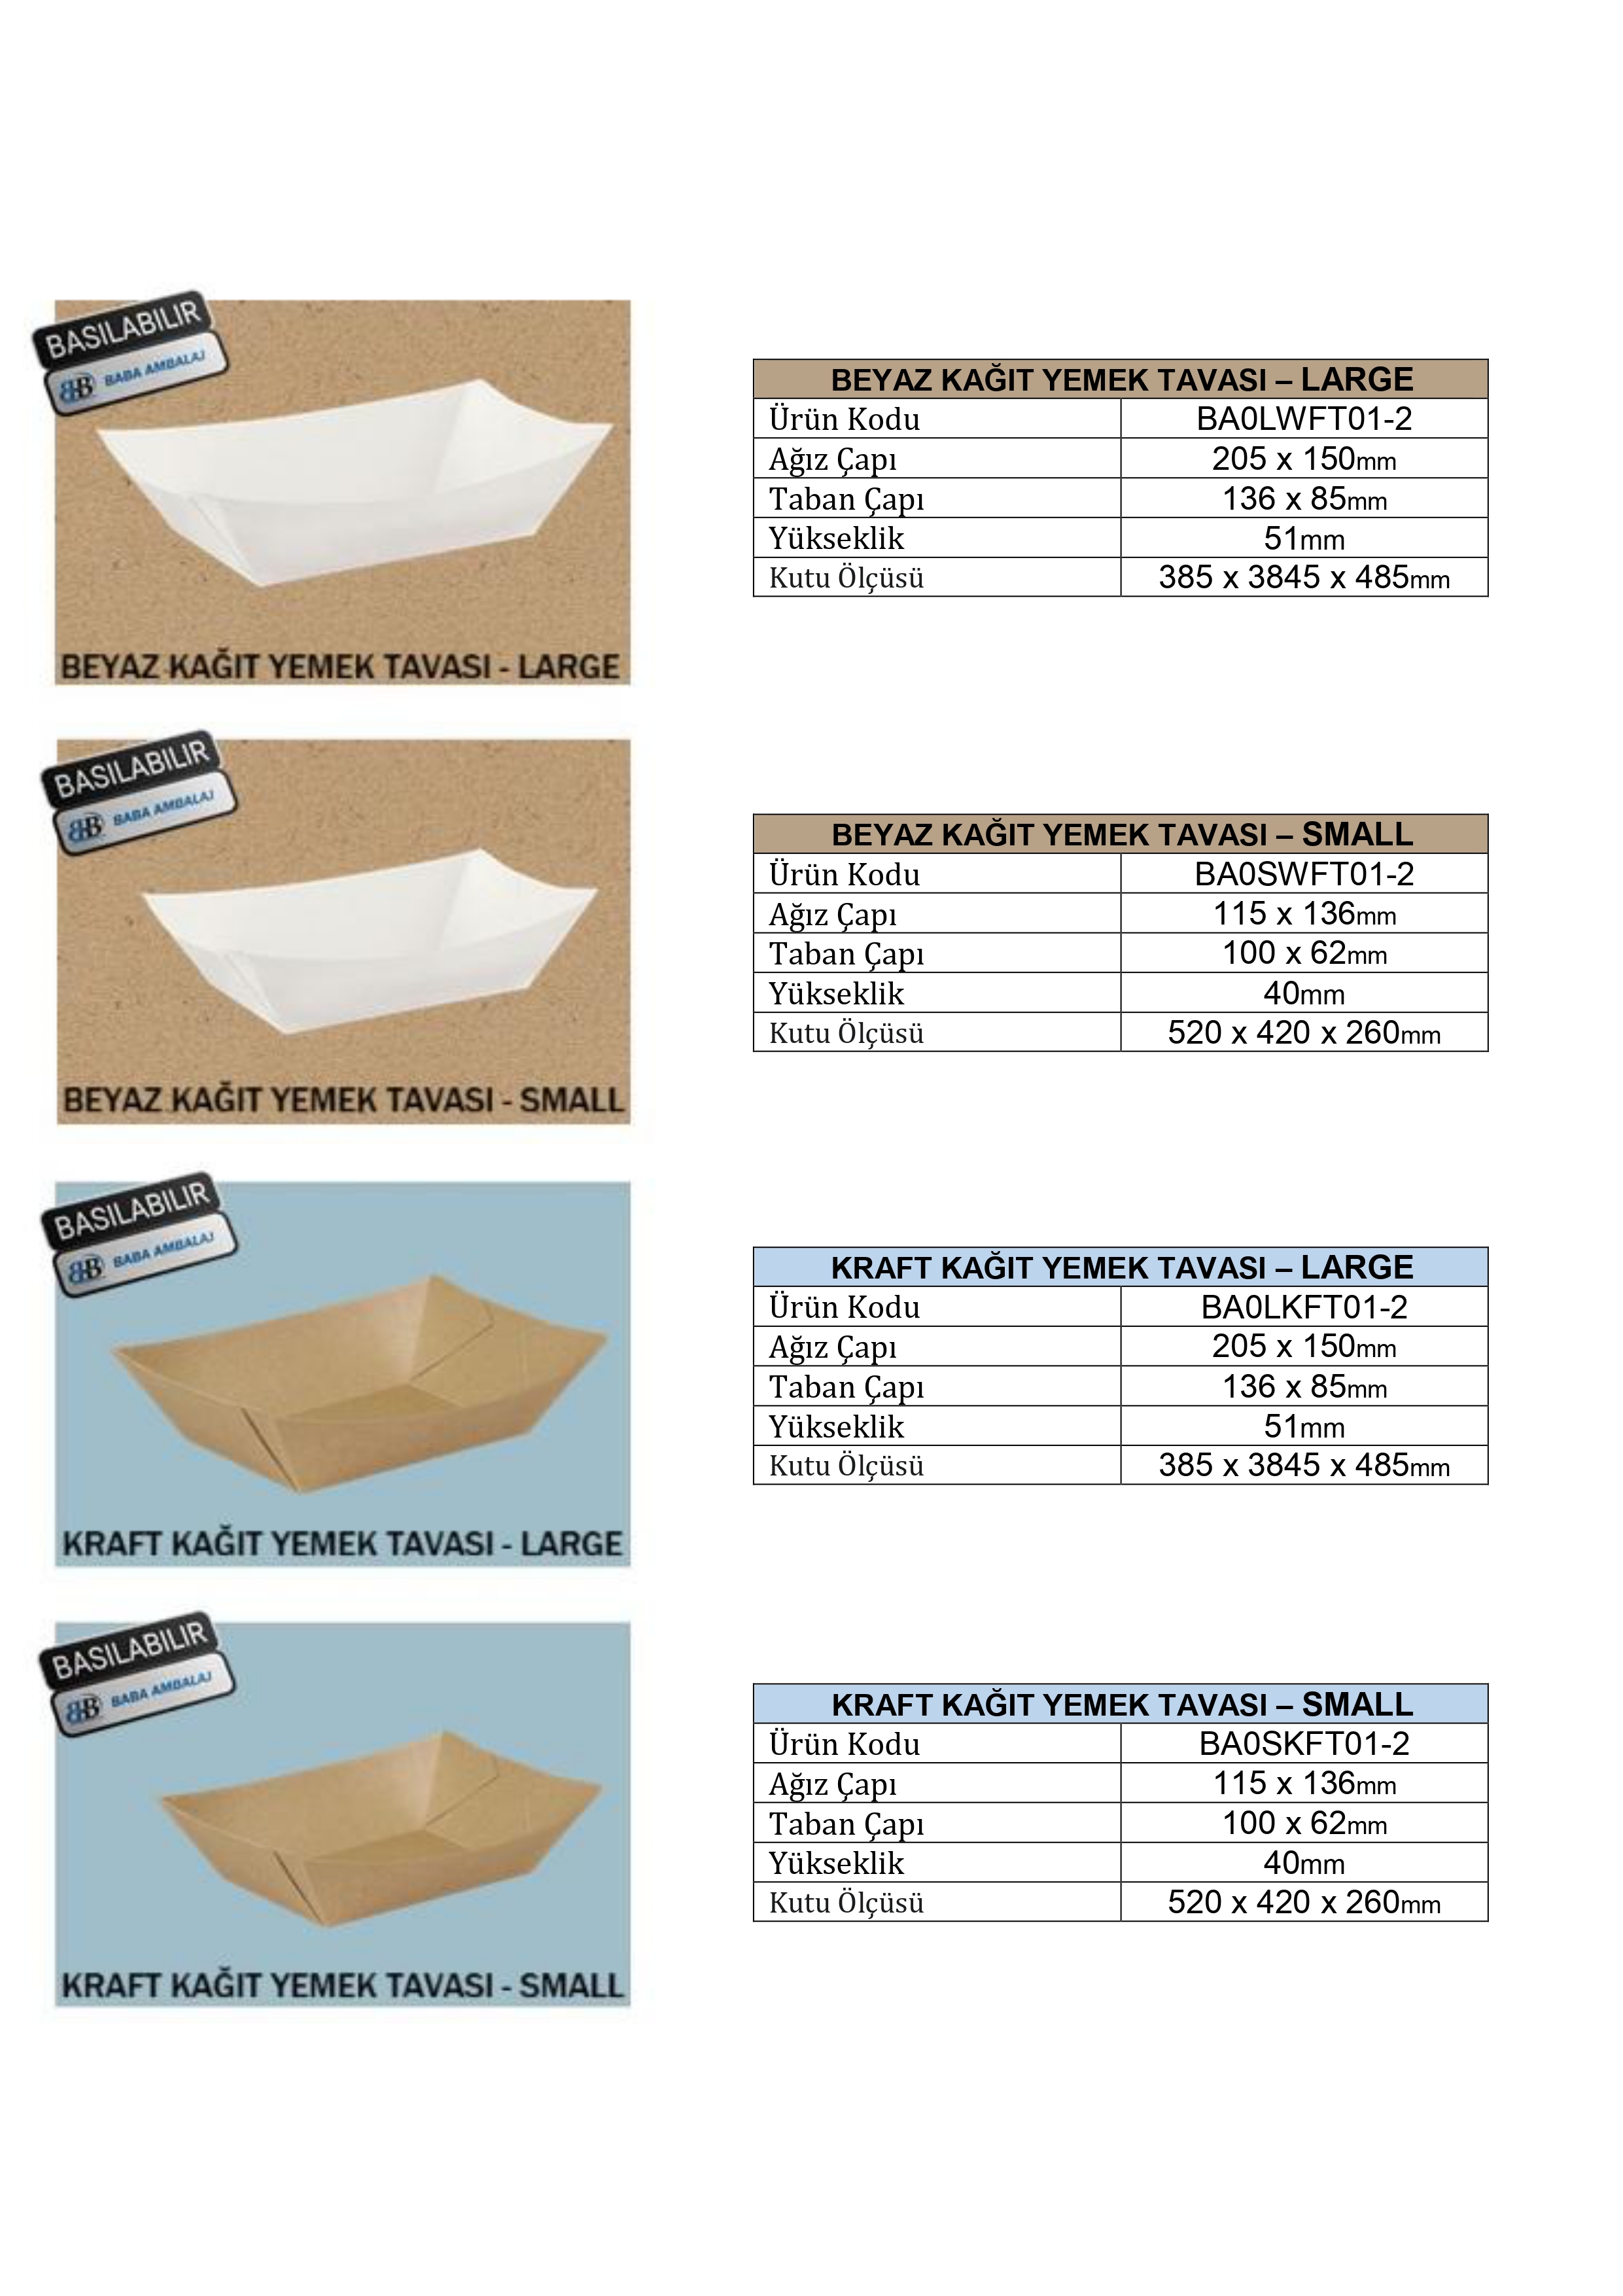 BASILABILIR
BB BABA AMBALAJ
BEYAZ KAĞIT YEMEK TAVASI - LARGE
BEYAZ KAĞIT YEMEK TAVASI – LARGE
Ürün Kodu BA0LWFT01-2
Ağız Çapı 205 x 150mm
Taban Çapı 136 x 85mm
Yükseklik 51mm
Kutu Ölçüsü 385 x 3845 x 485mm
BASILABILIR
BB BABA AMBALAJ
BEYAZ KAĞIT YEMEK TAVASI - SMALL
BEYAZ KAĞIT YEMEK TAVASI – SMALL
Ürün Kodu BA0SWFT01-2
Ağız Çapı 115 x 136mm
Taban Çapı 100 x 62mm
Yükseklik 40mm
Kutu Ölçüsü 520 x 420 x 260mm
BASILABILIR
BB BABA AMBALAJ
KRAFT KAĞIT YEMEK TAVASI - LARGE
KRAFT KAĞIT YEMEK TAVASI – LARGE
Ürün Kodu BA0LKFT01-2
Ağız Çapı 205 x 150mm
Taban Çapı 136 x 85mm
Yükseklik 51mm
Kutu Ölçüsü 385 x 3845 x 485mm
BASILABILIR
BB BABA AMBALAJ
KRAFT KAĞIT YEMEK TAVASI - SMALL
KRAFT KAĞIT YEMEK TAVASI – SMALL
Ürün Kodu BA0SKFT01-2
Ağız Çapı 115 x 136mm
Taban Çapı 100 x 62mm
Yükseklik 40mm
Kutu Ölçüsü 520 x 420 x 260mm